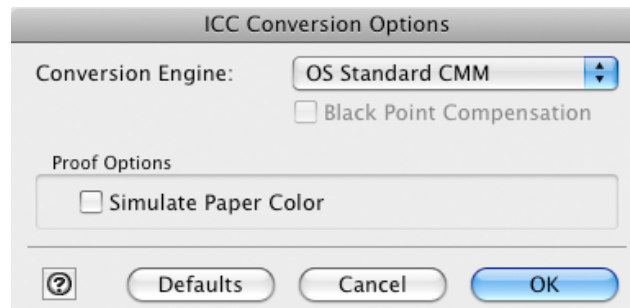 ICC Conversion Options
Conversion Engine: OS Standard CMM
Black Point Compensation
Proof Options
Simulate Paper Color
? Defaults Cancel OK